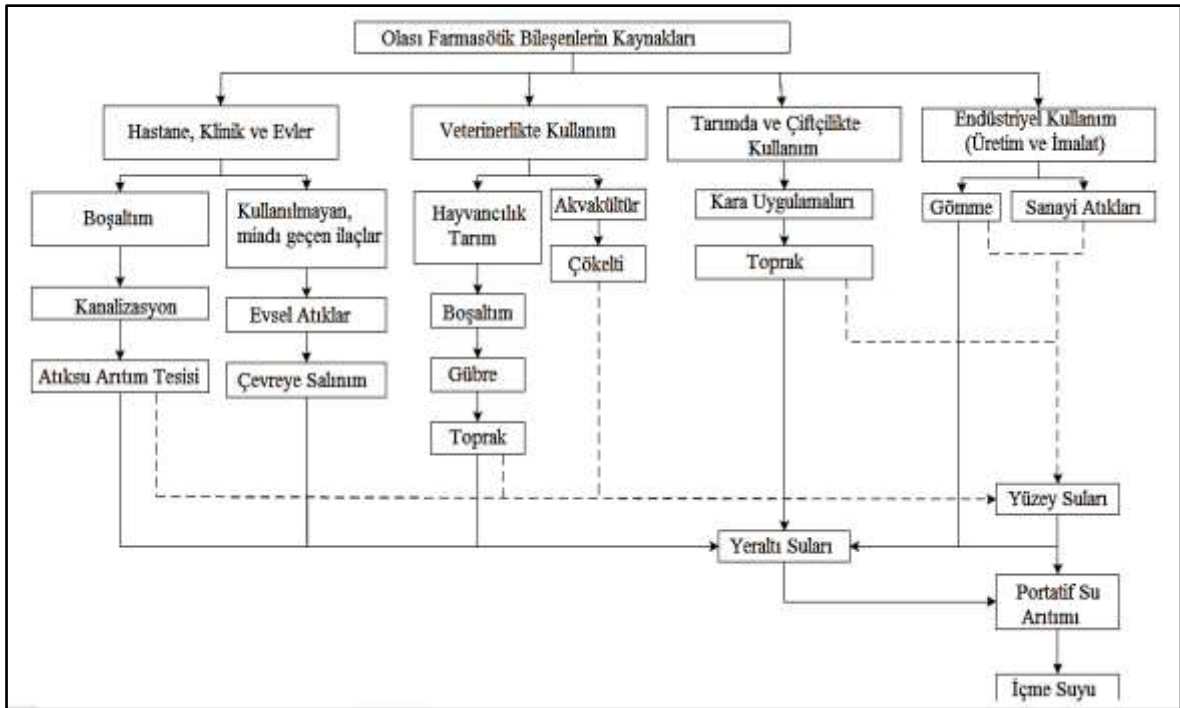 Olası Farmasötik Bileşenlerin Kaynakları
Hastane, Klinik ve Evler
Veterinerlikte Kullanım
Tarımda ve Çiftçilikte
Kullanım
Endüstriyel Kullanım
(Üretim ve İmalat)
Boşaltım
Kullanılmayan,
miadı geçen ilaçlar
Hayvancılık
Tarım
Akvakültür
Kara Uygulamaları
Gömme
Sanayi Atıkları
Çökelti
Toprak
Kanalizasyon
Evsel Atıklar
Boşaltım
Atıksu Arıtım Tesisi
Çevreye Salınım
Gübre
Toprak
Yüzey Suları
Yeraltı Suları
Portatif Su
Arıtımı
İçme Suyu